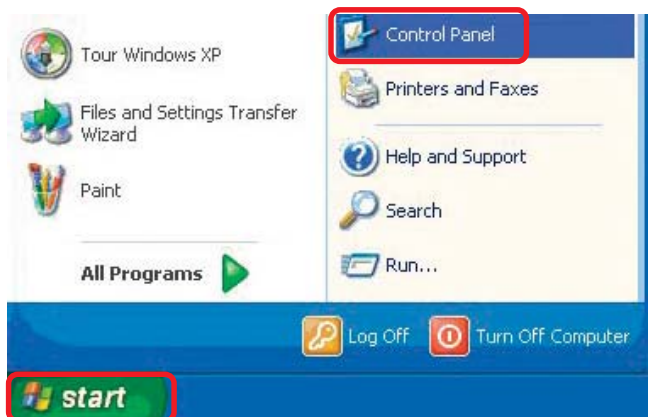 Tour Windows XP
Files and Settings Transfer
Wizard
Paint
All Programs
Control Panel
Printers and Faxes
Help and Support
Search
Run...
Log Off
Turn Off Computer
start